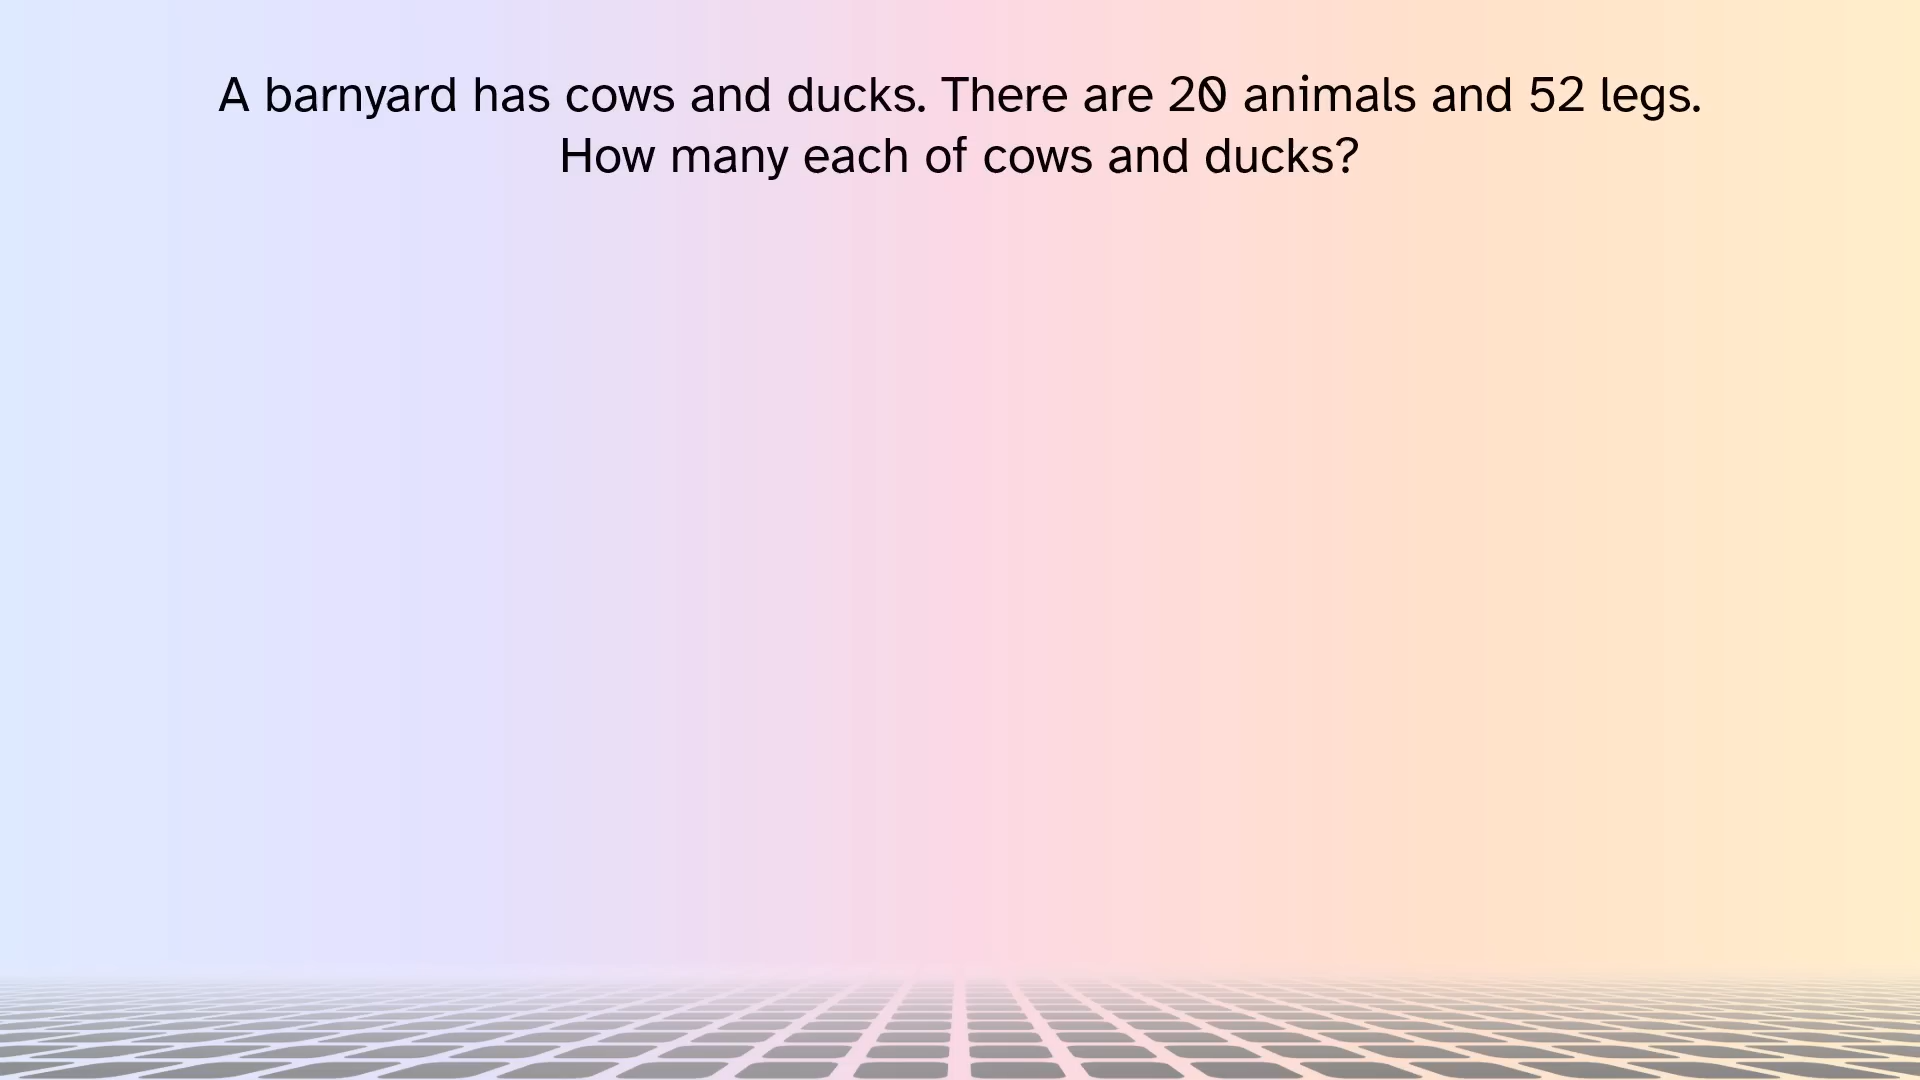 A barnyard has cows and ducks. There are 20 animals and 52 legs.
How many each of cows and ducks?